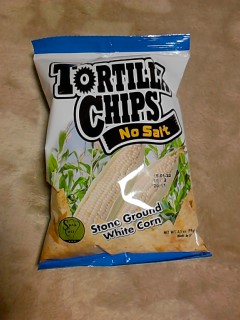 TORTILLA
CHIPS
No Salt
Stone Ground
White Corn